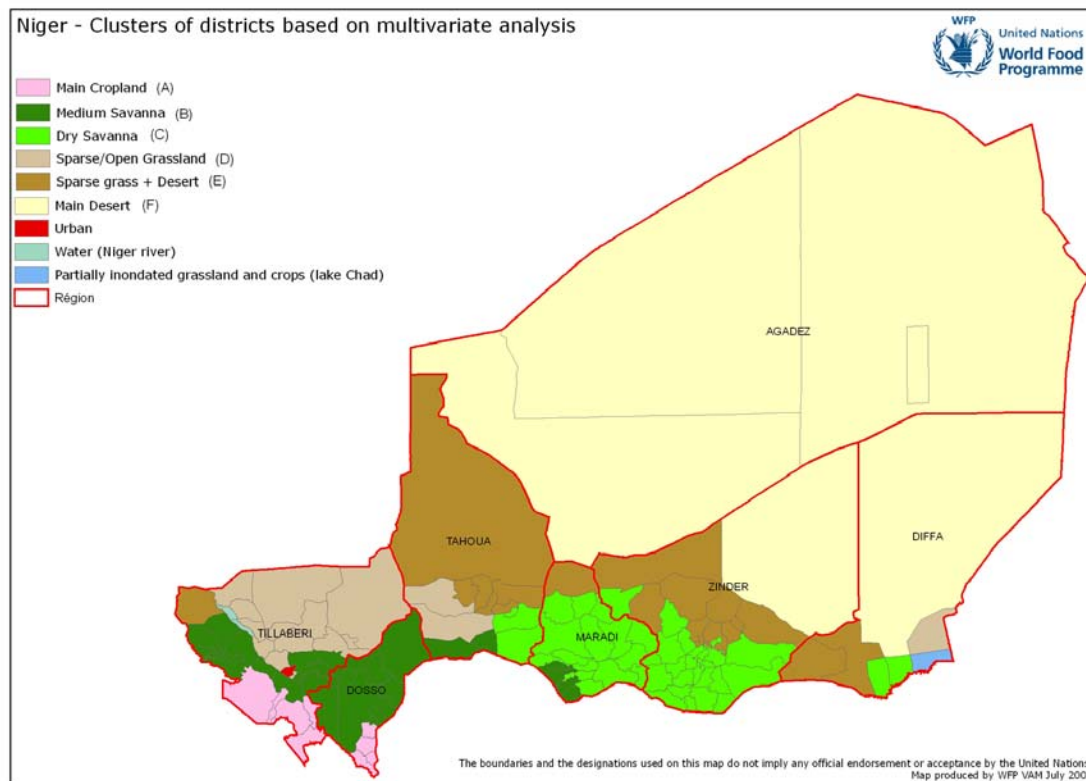 Niger - Clusters of districts based on multivariate analysis
WFP
United Nations
World Food
Programme
Main Cropland (A)
Medium Savanna (B)
Dry Savanna (C)
Sparse/Open Grassland (D)
Sparse grass + Desert (E)
Main Desert (F)
Urban
Water (Niger river)
Partially inondated grassland and crops (lake Chad)
Région
AGADEZ
TAHOUA
DIFFA
ZINDER
TILLABERI
MARADI
DOSSO
The boundaries and the designations used on this map do not imply any official endorsement or acceptance by the United Nations
Map produced by WFP VAM July